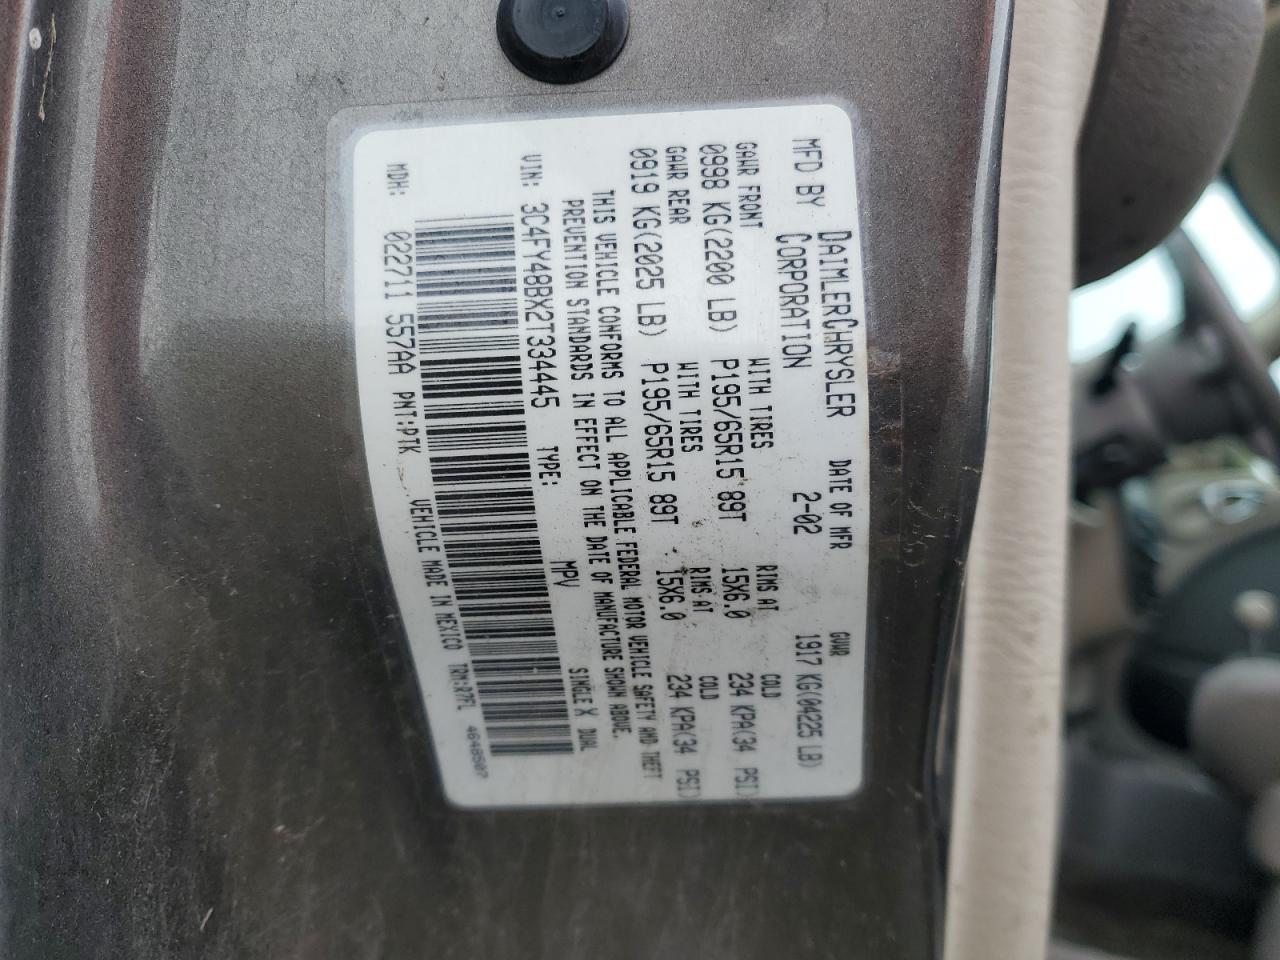 MFD BY DAIMLERCHRYSLER CORPORATION DATE OF MFR 2-02 GVWR 1917 KG(04225 LB)
GAWR FRONT WITH TIRES RIMS AT COLD
0998 KG(2200 LB) P195/65R15 89T 15X6.0 234 KPA(34 PSI)
GAWR REAR WITH TIRES RIMS AT COLD
0919 KG(2025 LB) P195/65R15 89T 15X6.0 234 KPA(34 PSI)
THIS VEHICLE CONFORMS TO ALL APPLICABLE FEDERAL MOTOR VEHICLE SAFETY AND THEFT
PREVENTION STANDARDS IN EFFECT ON THE DATE OF MANUFACTURE SHOWN ABOVE.
VIN: 3C4FY48BX2T334445 TYPE: MPV SINGLE X DUAL
MDH: 022711 557AA PNT:PTK VEHICLE MADE IN MEXICO TRM:R7FL 4648507